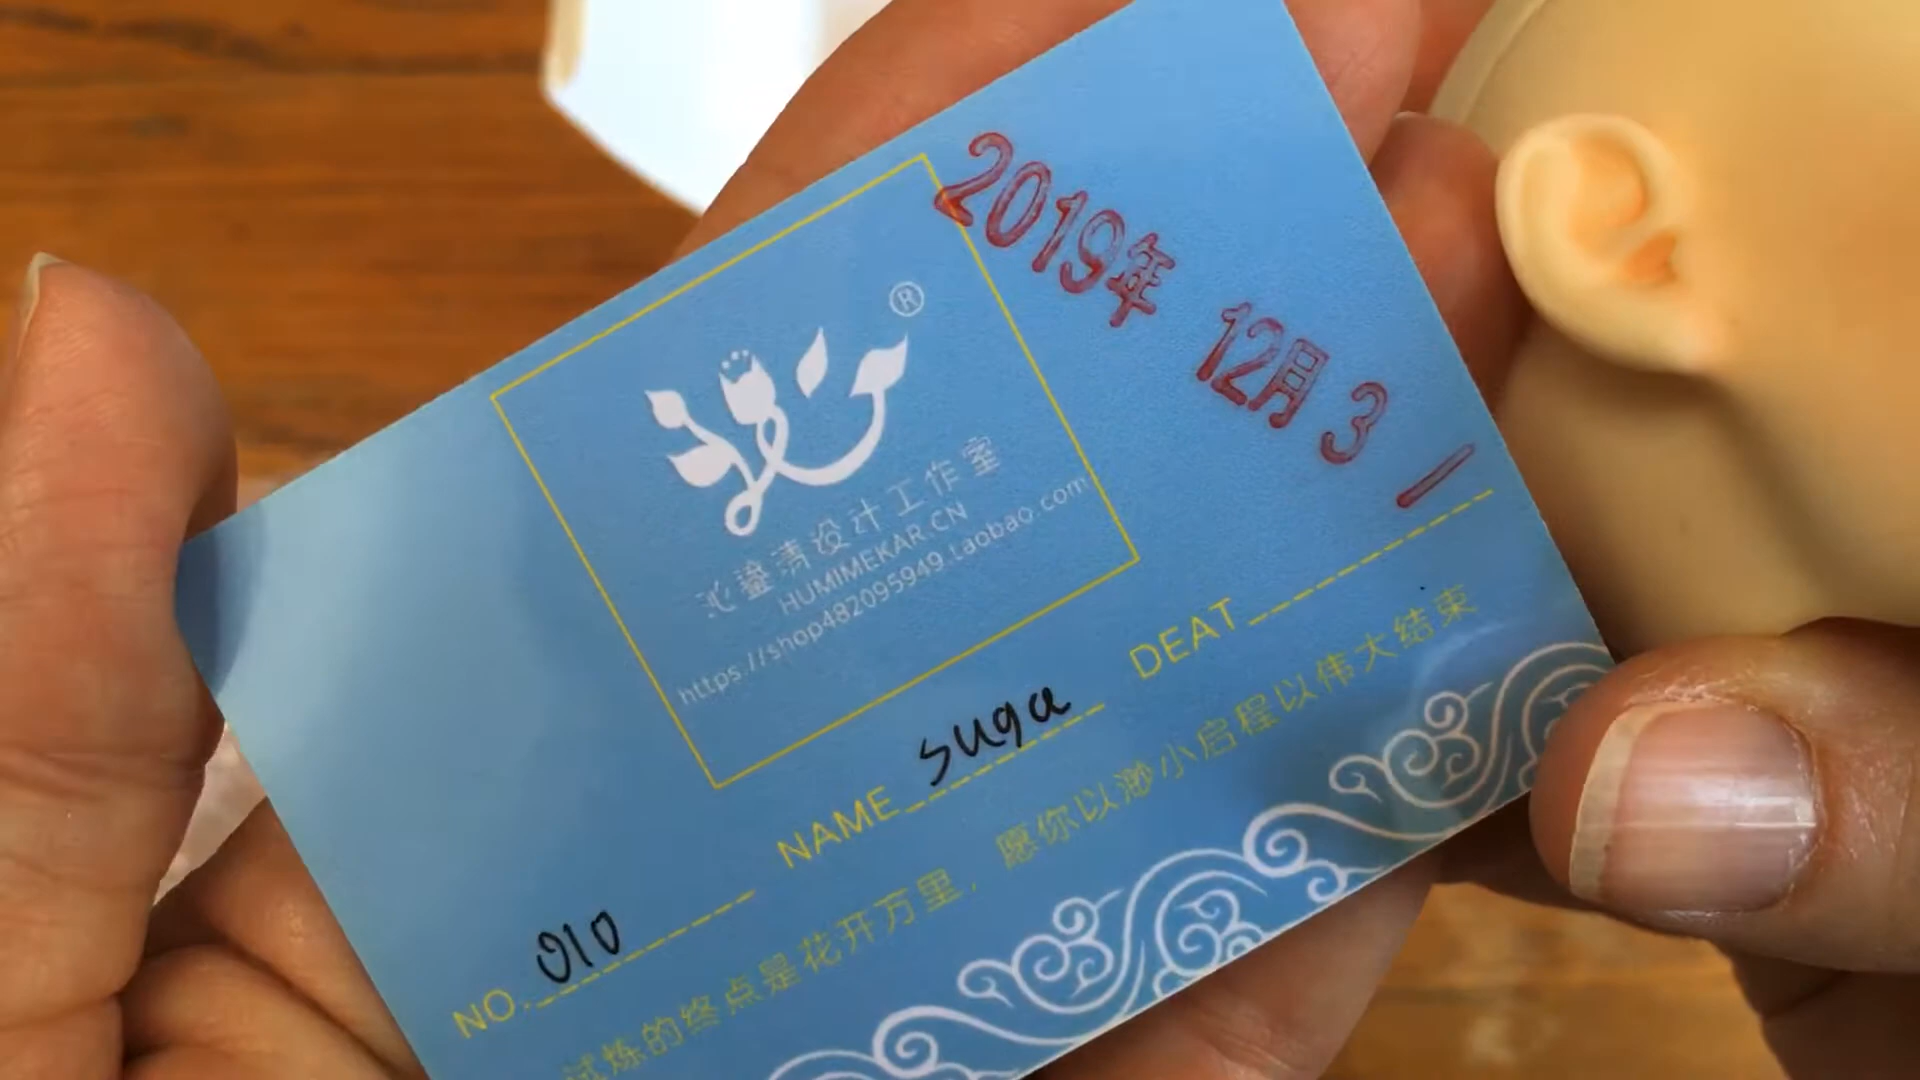 2019年 12月 3
®
沁鎏清设计工作室
HUMIMEKAR.CN
https://shop482095949.taobao.com
NO. 010 NAME suga DEAT
试炼的终点是花开万里，愿你以渺小启程以伟大结束